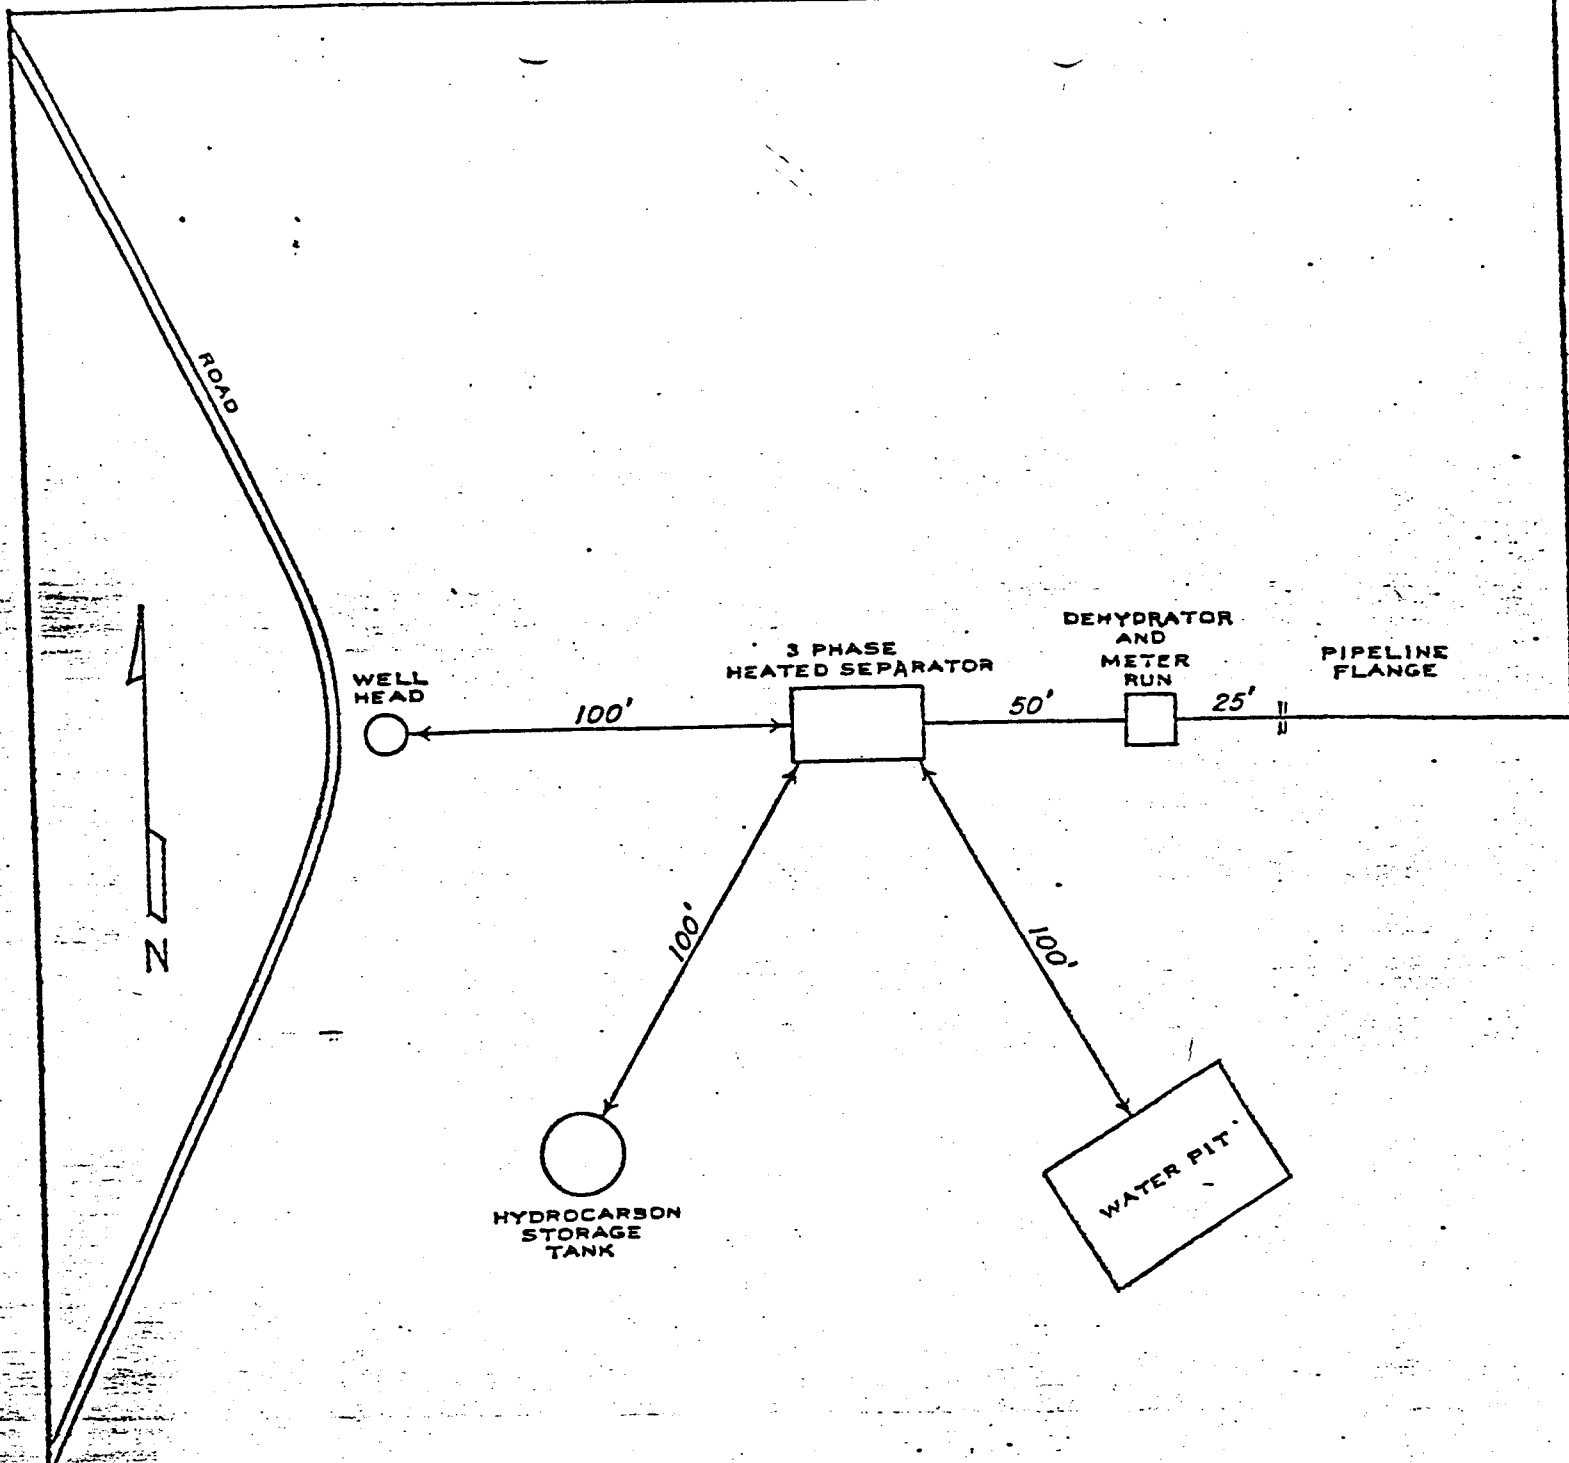 ROAD
WELL
HEAD
100'
3 PHASE
HEATED SEPARATOR
50'
DEHYDRATOR
AND
METER
RUN
25'
PIPELINE
FLANGE
N
100'
100'
HYDROCARBON
STORAGE
TANK
WATER PIT